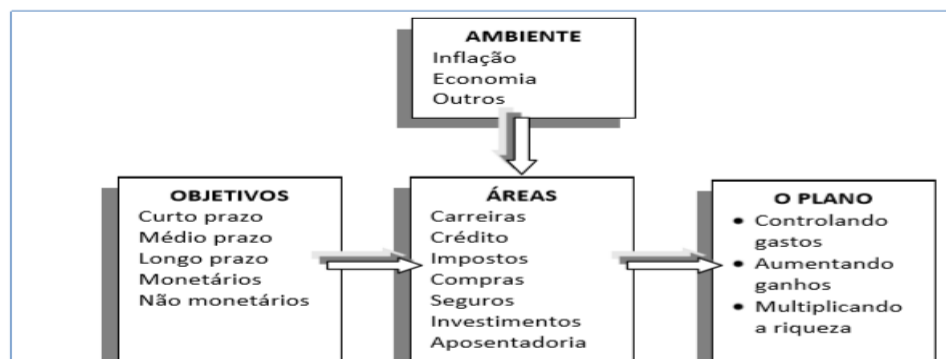 AMBIENTE
Inflação
Economia
Outros
OBJETIVOS
Curto prazo
Médio prazo
Longo prazo
Monetários
Não monetários
ÁREAS
Carreiras
Crédito
Impostos
Compras
Seguros
Investimentos
Aposentadoria
O PLANO
• Controlando
gastos
• Aumentando
ganhos
• Multiplicando
a riqueza